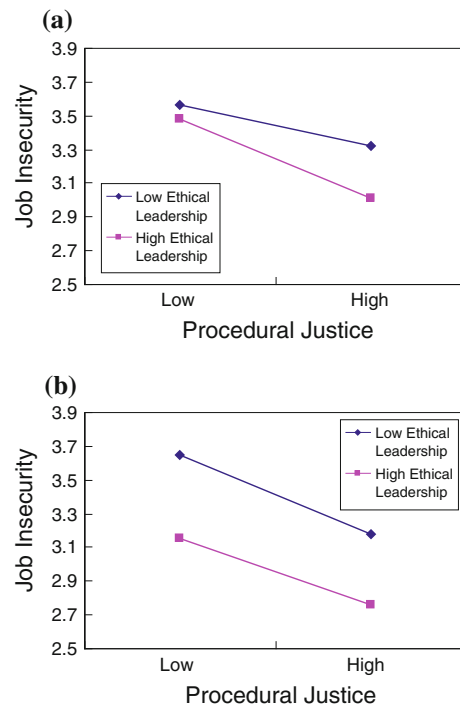 (a)
3.9
3.7
3.5
3.3
3.1
2.9
2.7
2.5
Job Insecurity
Low Ethical
Leadership
High Ethical
Leadership
Low
High
Procedural Justice
(b)
3.9
3.7
3.5
3.3
3.1
2.9
2.7
2.5
Job Insecurity
Low Ethical
Leadership
High Ethical
Leadership
Low
High
Procedural Justice